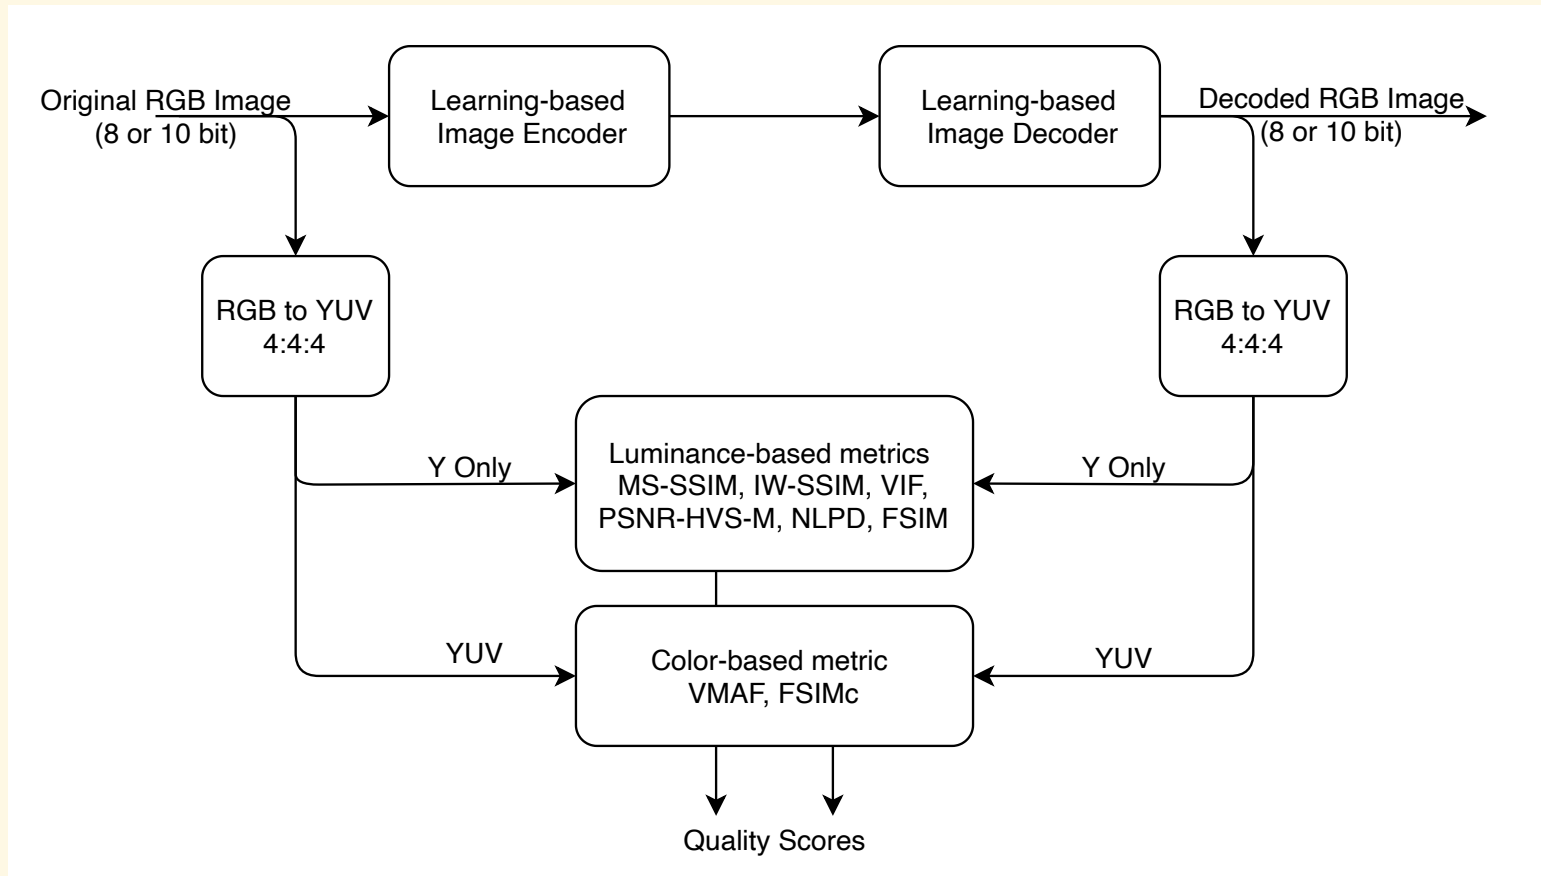 Original RGB Image
(8 or 10 bit)
Learning-based
Image Encoder
Learning-based
Image Decoder
Decoded RGB Image
(8 or 10 bit)
RGB to YUV
4:4:4
RGB to YUV
4:4:4
Y Only
Luminance-based metrics
MS-SSIM, IW-SSIM, VIF,
PSNR-HVS-M, NLPD, FSIM
Y Only
YUV
Color-based metric
VMAF, FSIMc
YUV
Quality Scores